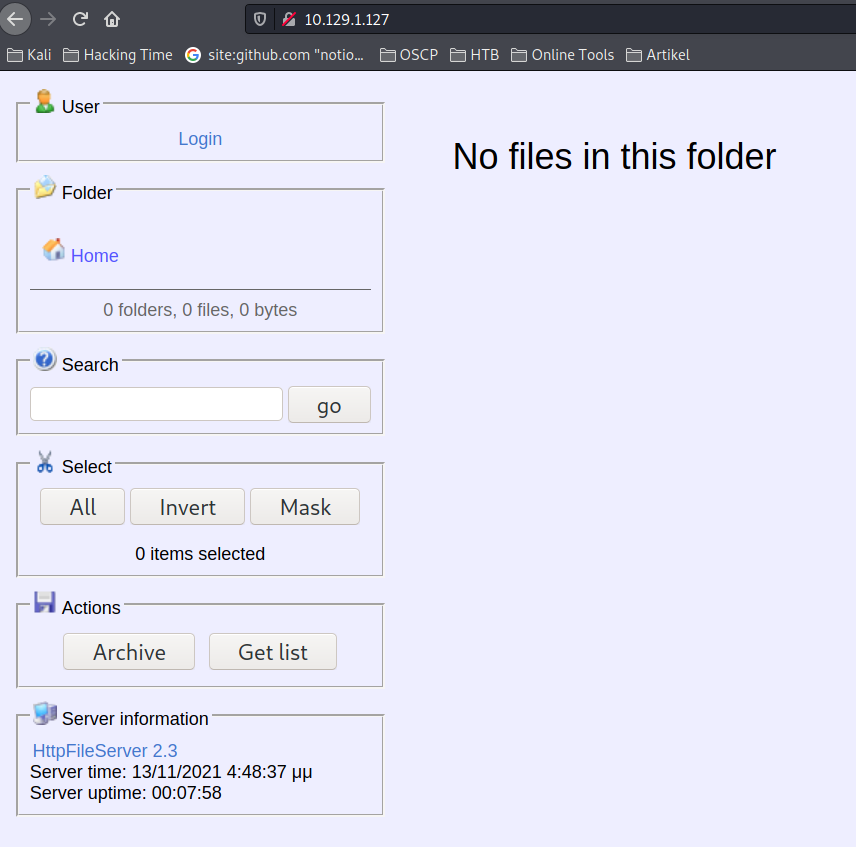 10.129.1.127
Kali Hacking Time site:github.com "notio... OSCP HTB Online Tools Artikel
User
Login
Folder
Home
0 folders, 0 files, 0 bytes
Search
go
Select
All Invert Mask
0 items selected
Actions
Archive Get list
Server information
HttpFileServer 2.3
Server time: 13/11/2021 4:48:37 μμ
Server uptime: 00:07:58
No files in this folder